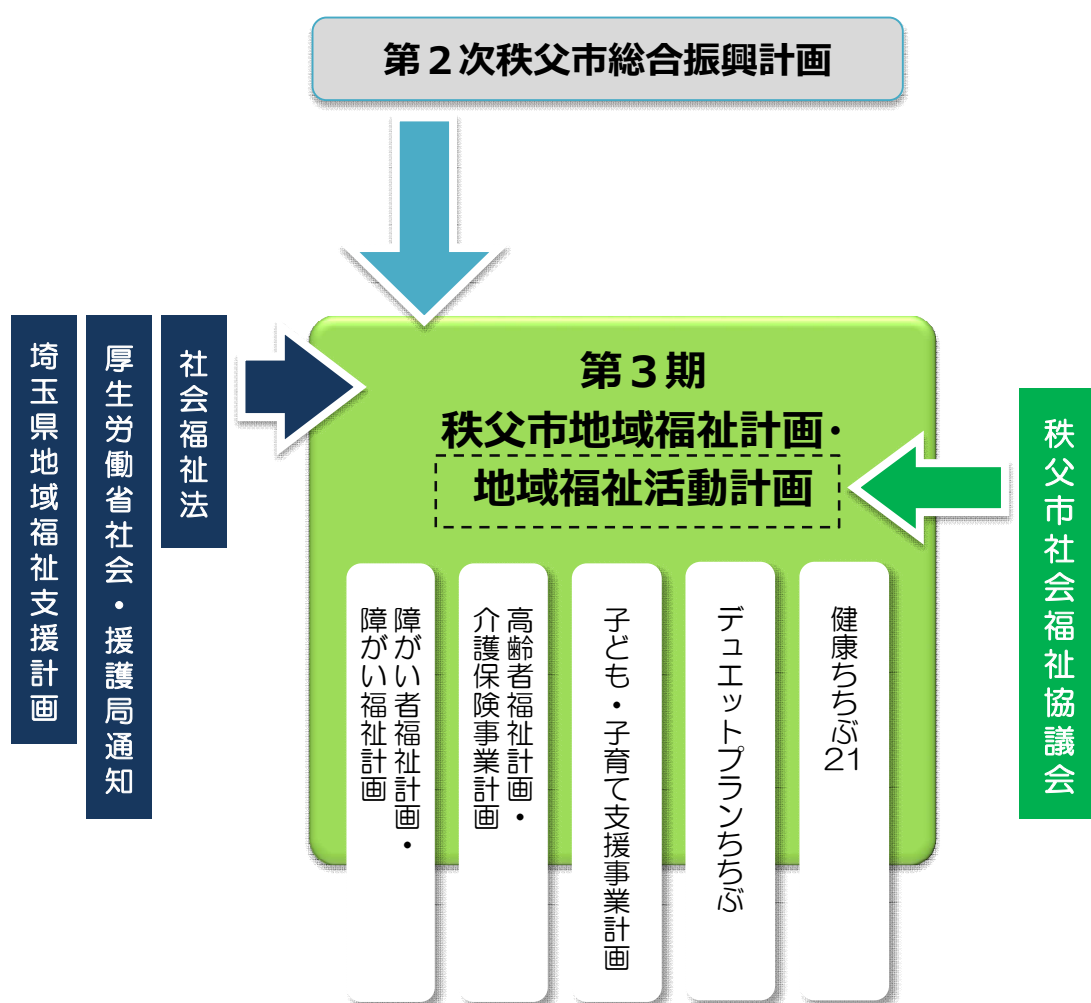 第２次秩父市総合振興計画
埼玉県地域福祉支援計画
厚生労働省社会・援護局通知
社会福祉法
第３期
秩父市地域福祉計画・
地域福祉活動計画
秩父市社会福祉協議会
障がい者福祉計画・
障がい福祉計画
高齢者福祉計画・
介護保険事業計画
子ども・子育て支援事業計画
デュエットプランちちぶ
健康ちちぶ21